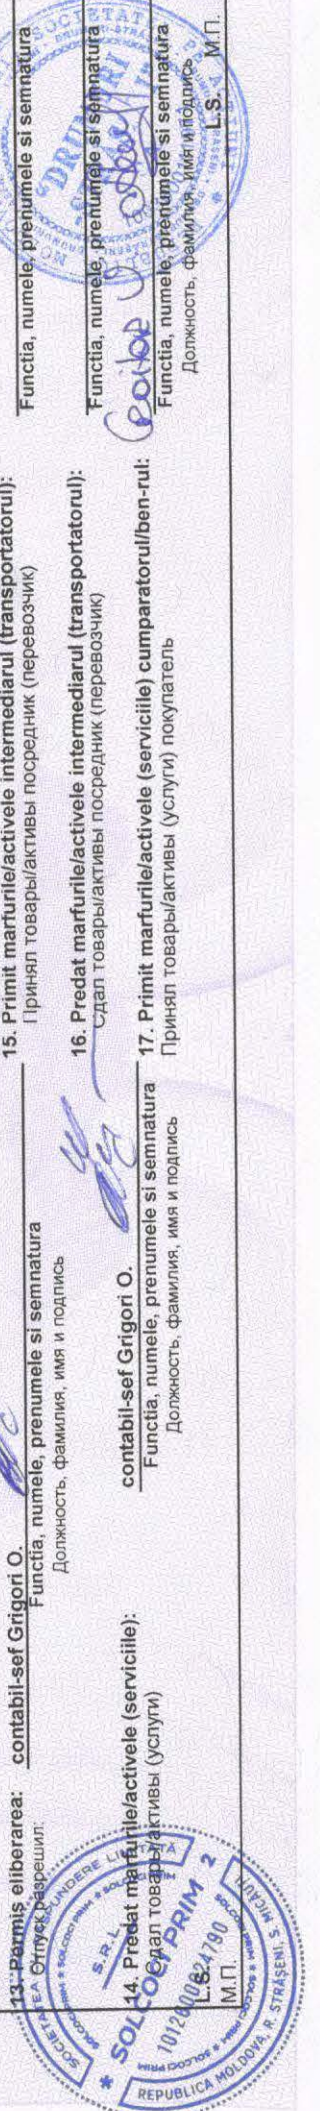 13. Permis eliberarea: contabil-sef Grigori O.
Отпуск разрешил:
Functia, numele, prenumele si semnatura
Должность, фамилия, имя и подпись
14. Predat marfurile/activele (serviciile): contabil-sef Grigori O.
Сдал товары/активы (услуги)
Functia, numele, prenumele si semnatura
Должность, фамилия, имя и подпись
L.S.
М.П.
15. Primit marfurile/activele intermediarul (transportatorul):
Принял товары/активы посредник (перевозчик)
Functia, numele, prenumele si semnatura
16. Predat marfurile/activele intermediarul (transportatorul):
Сдал товары/активы посредник (перевозчик)
Functia, numele, prenumele si semnatura
17. Primit marfurile/activele (serviciile) cumparatorul/ben-rul:
Принял товары/активы (услуги) покупатель
Functia, numele, prenumele si semnatura
Должность, фамилия, имя и подпись
L.S. М.П.
S.R.L.
SOLCOCI PRIM 2
REPUBLICA MOLDOVA, R. STRASENI, S. MICAUTI
"DRUMURI